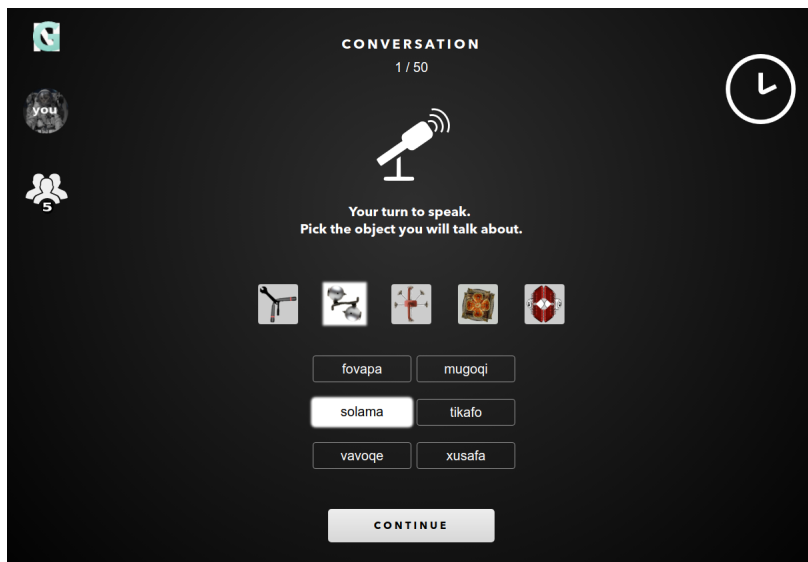 CONVERSATION
1 / 50
you
5
Your turn to speak.
Pick the object you will talk about.
fovapa mugoqi
solama tikafo
vavoqe xusafa
CONTINUE